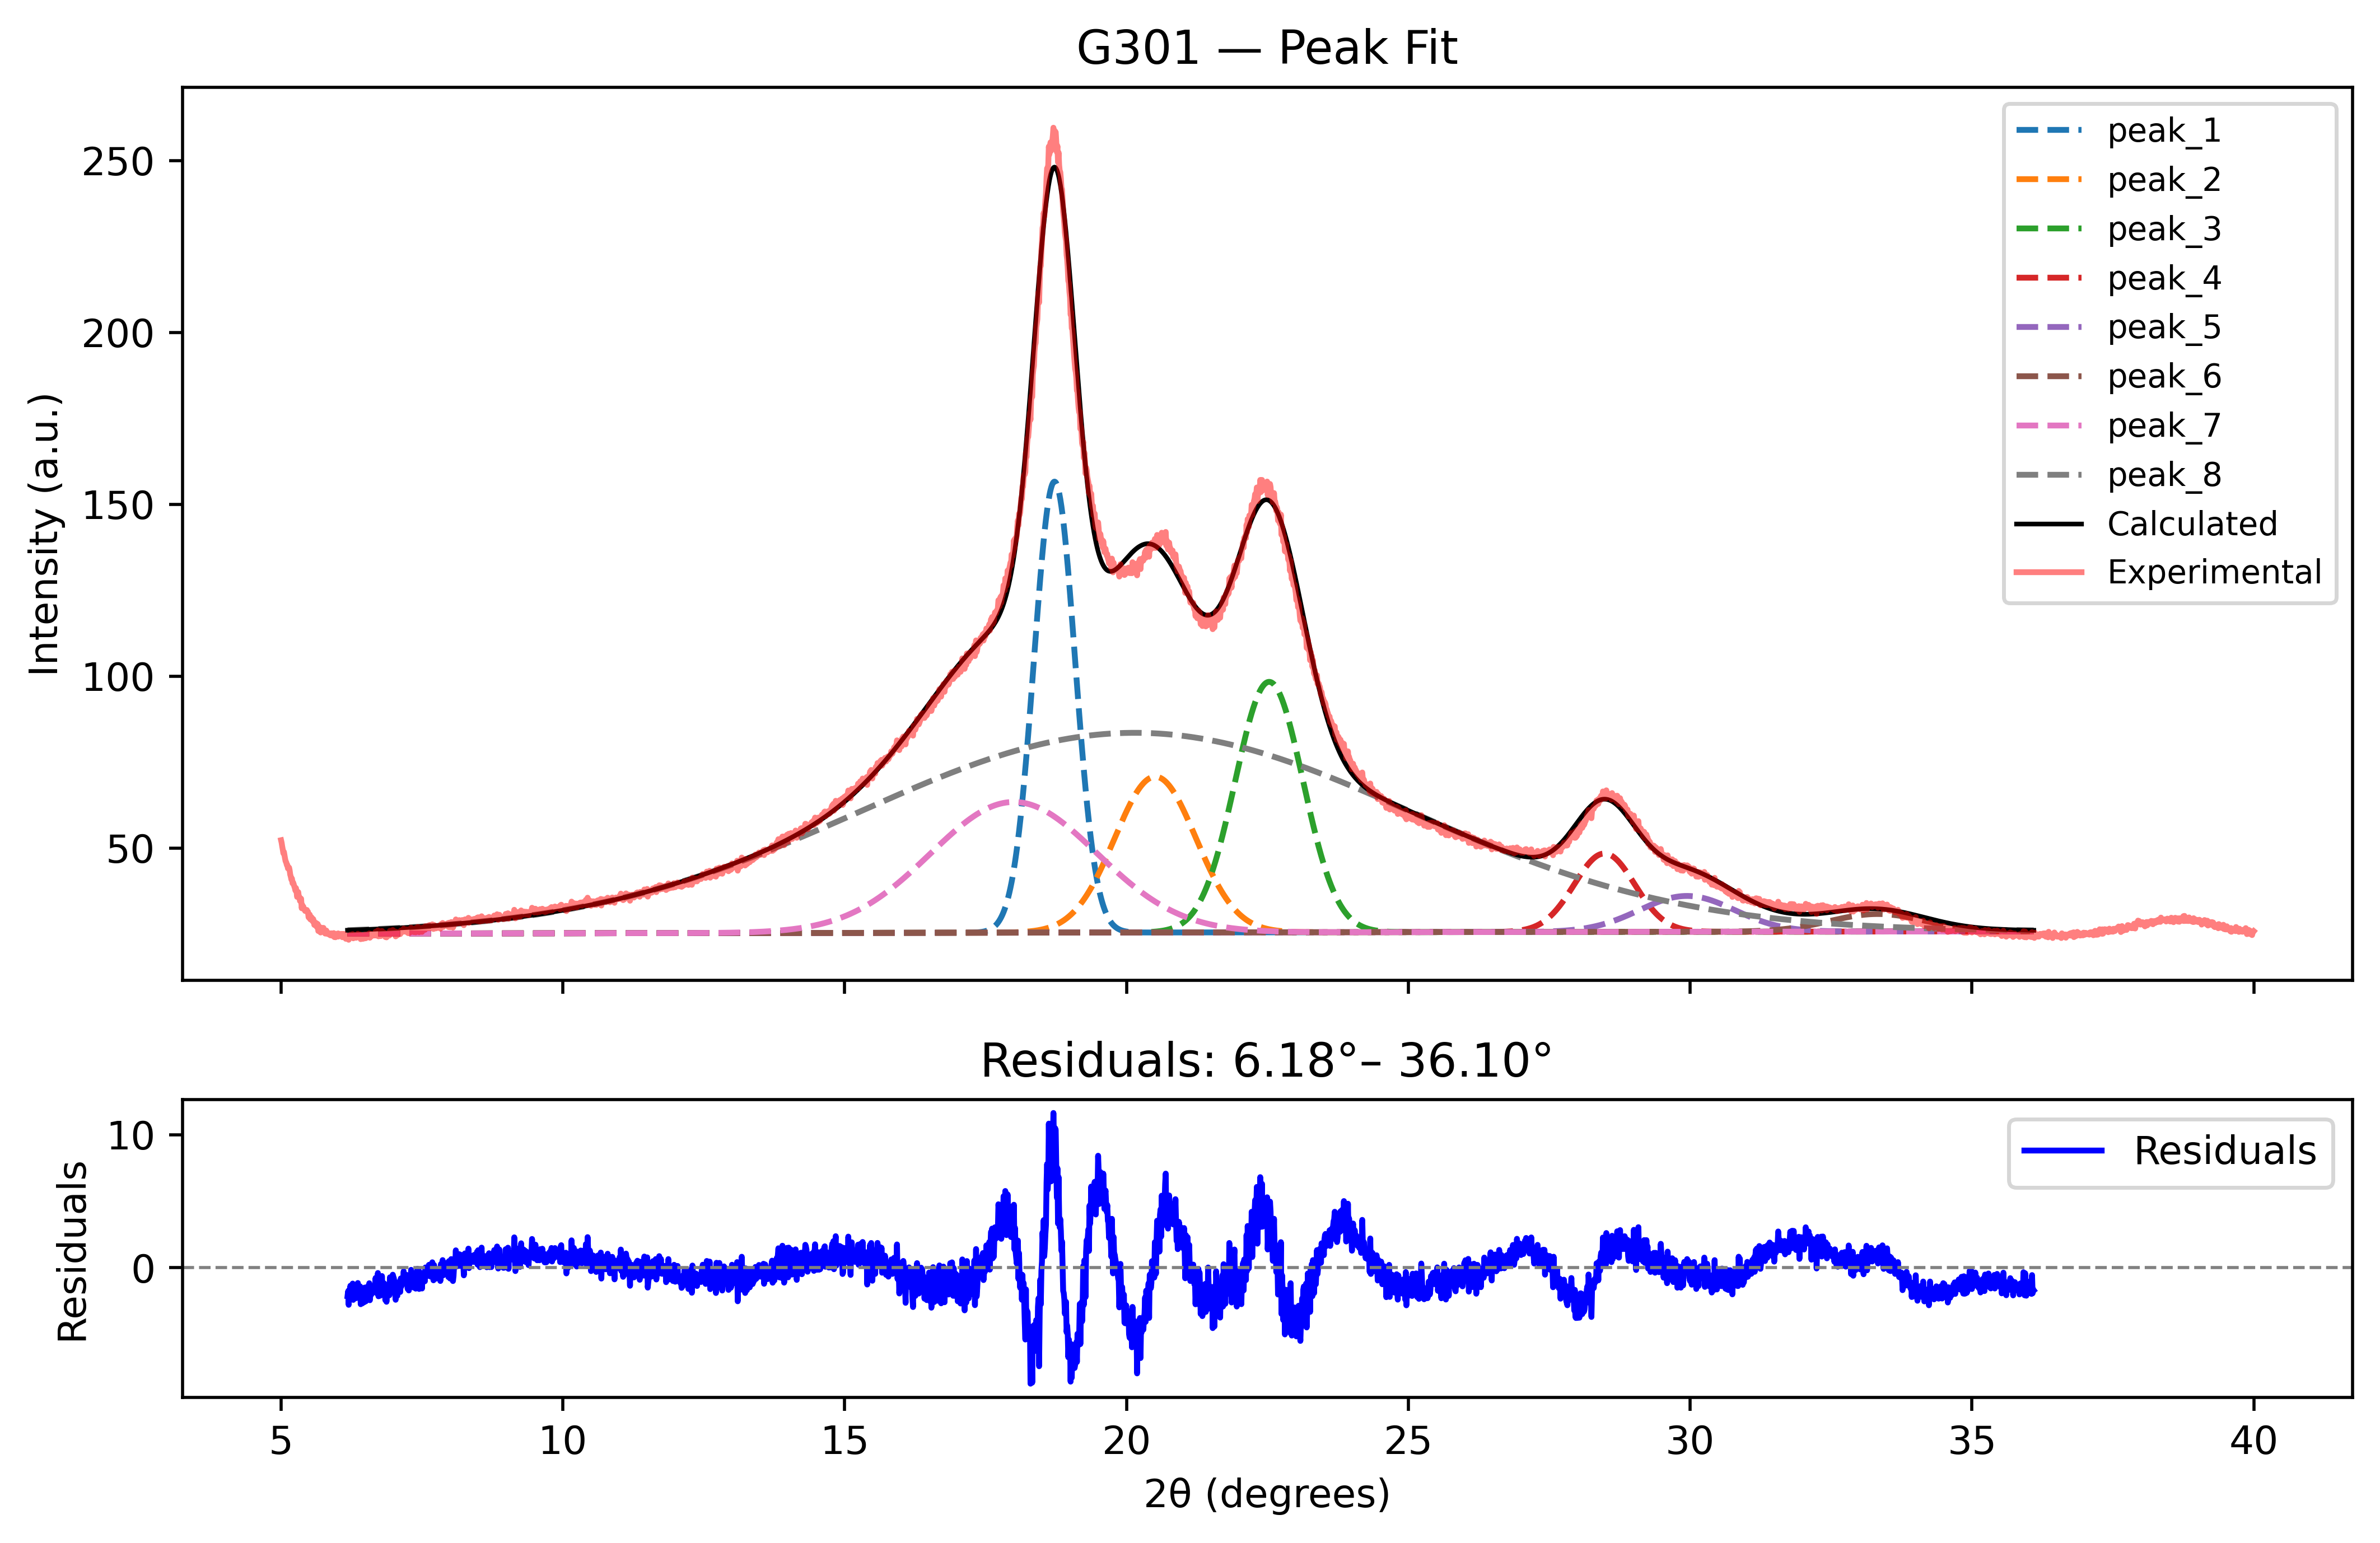 G301 — Peak Fit
Intensity (a.u.)
250
200
150
100
50
peak_1
peak_2
peak_3
peak_4
peak_5
peak_6
peak_7
peak_8
Calculated
Experimental
Residuals: 6.18°– 36.10°
Residuals
10
0
Residuals
5 10 15 20 25 30 35 40
2θ (degrees)